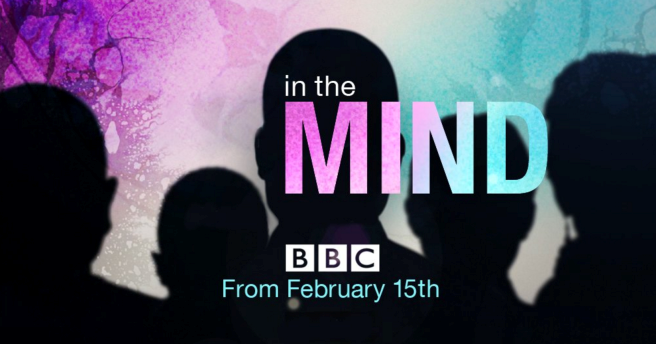 in the
MIND
BBC
From February 15th